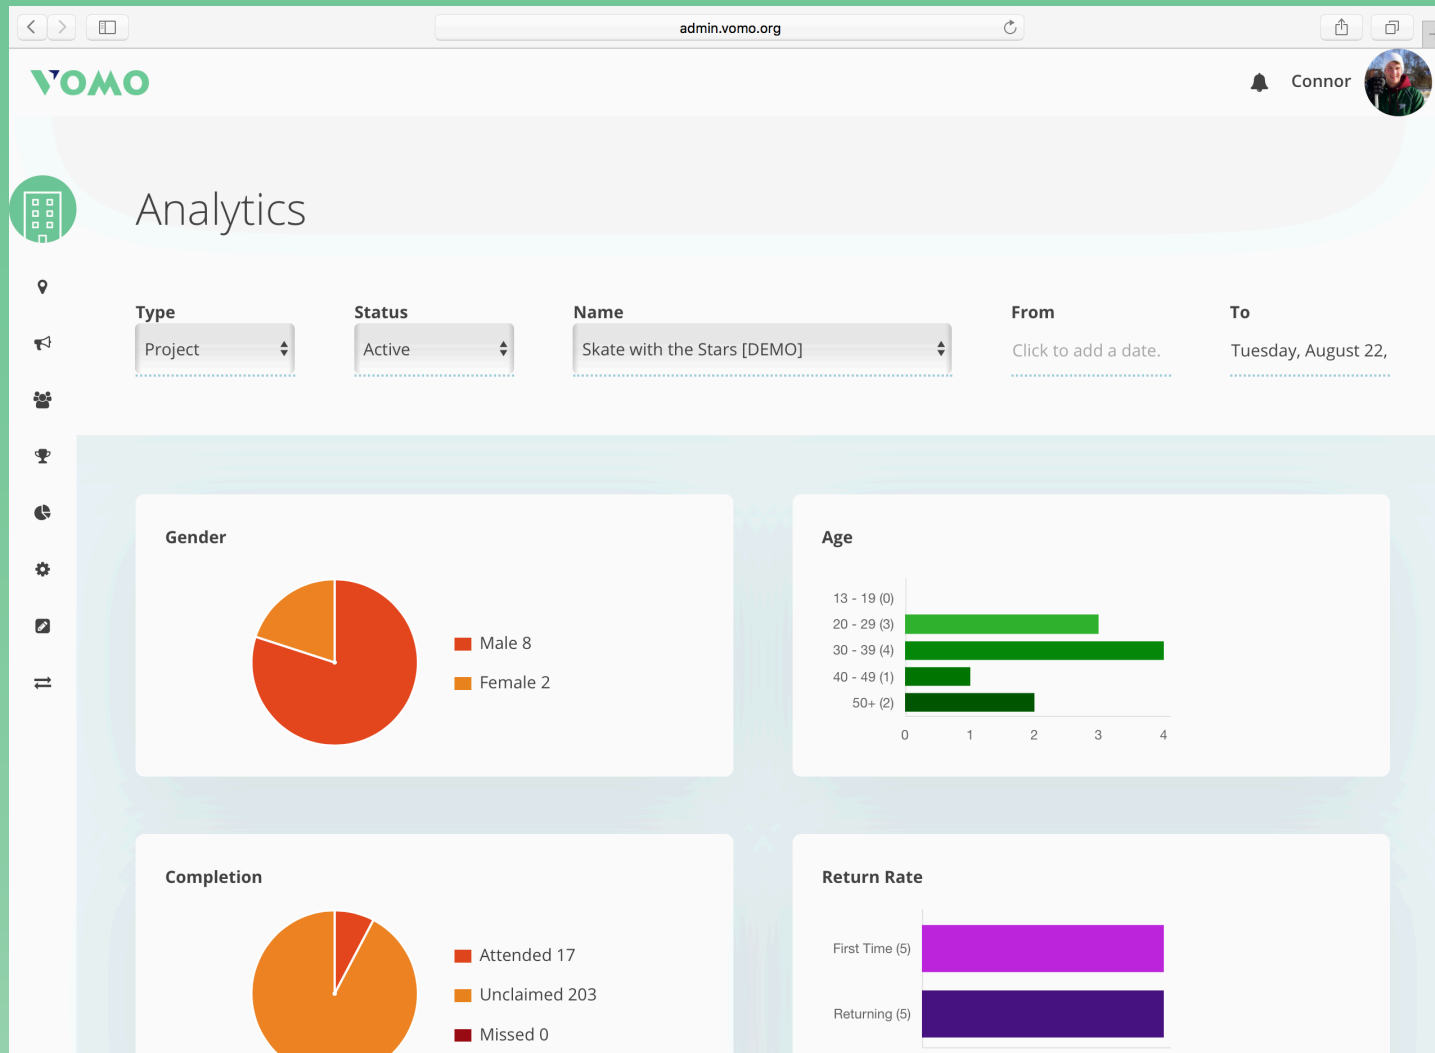 admin.vomo.org
VOMO
Connor
Analytics
Type
Status
Name
From
To
Project
Active
Skate with the Stars [DEMO]
Click to add a date.
Tuesday, August 22,
Gender
Male 8
Female 2
Age
13 - 19 (0)
20 - 29 (3)
30 - 39 (4)
40 - 49 (1)
50+ (2)
0 1 2 3 4
Completion
Attended 17
Unclaimed 203
Missed 0
Return Rate
First Time (5)
Returning (5)